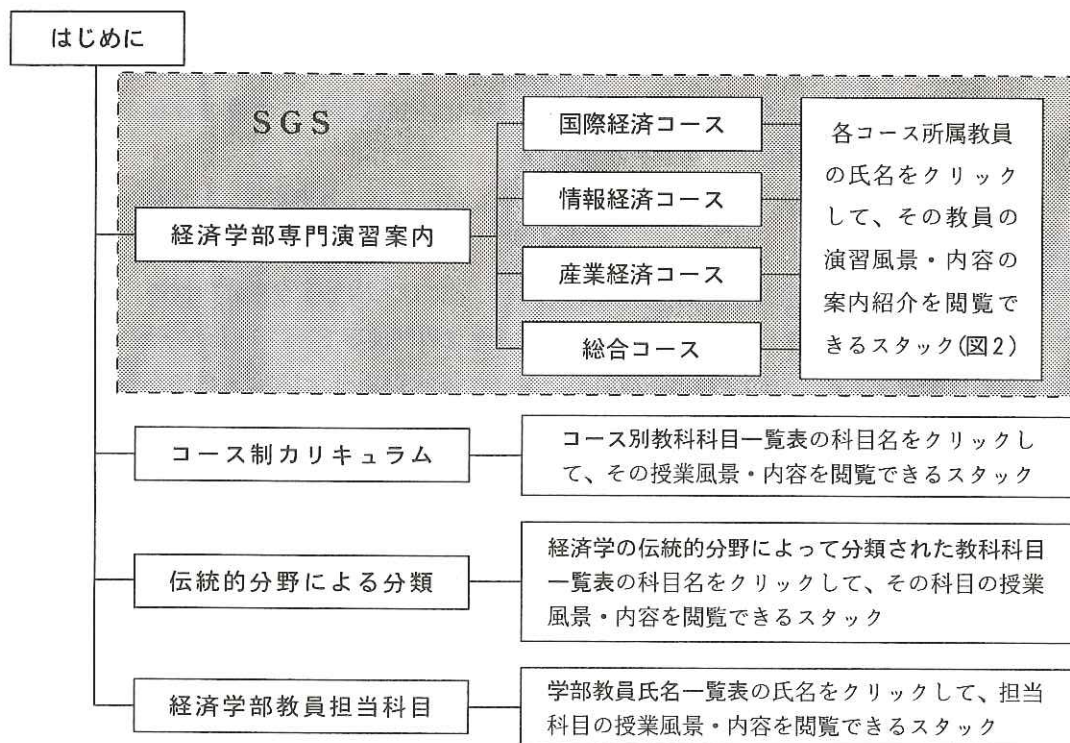 はじめに
SGS
経済学部専門演習案内
国際経済コース
情報経済コース
産業経済コース
総合コース
各コース所属教員
の氏名をクリック
して、その教員の
演習風景・内容の
案内紹介を閲覧で
きるスタック(図2)
コース制カリキュラム
コース別教科科目一覧表の科目名をクリックし
て、その授業風景・内容を閲覧できるスタック
伝統的分野による分類
経済学の伝統的分野によって分類された教科科目
一覧表の科目名をクリックして、その科目の授業
風景・内容を閲覧できるスタック
経済学部教員担当科目
学部教員氏名一覧表の氏名をクリックして、担当
科目の授業風景・内容を閲覧できるスタック